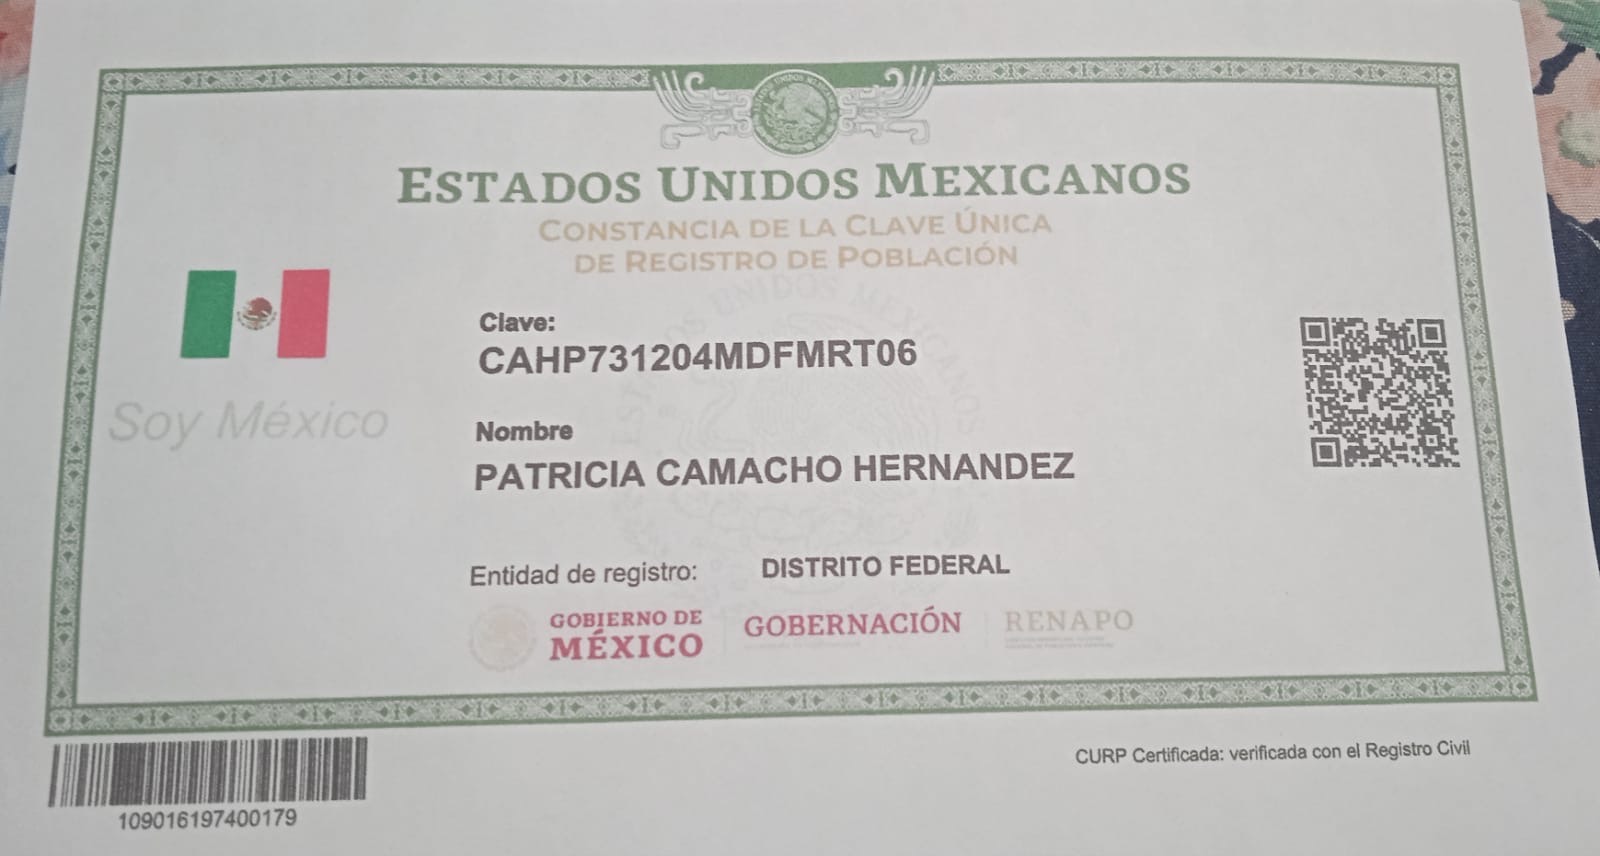 ESTADOS UNIDOS MEXICANOS
CONSTANCIA DE LA CLAVE ÚNICA
DE REGISTRO DE POBLACIÓN
Soy México
Clave:
CAHP731204MDFMRT06
Nombre
PATRICIA CAMACHO HERNANDEZ
Entidad de registro: DISTRITO FEDERAL
GOBIERNO DE
MÉXICO
GOBERNACIÓN
RENAPO
CURP Certificada: verificada con el Registro Civil
109016197400179